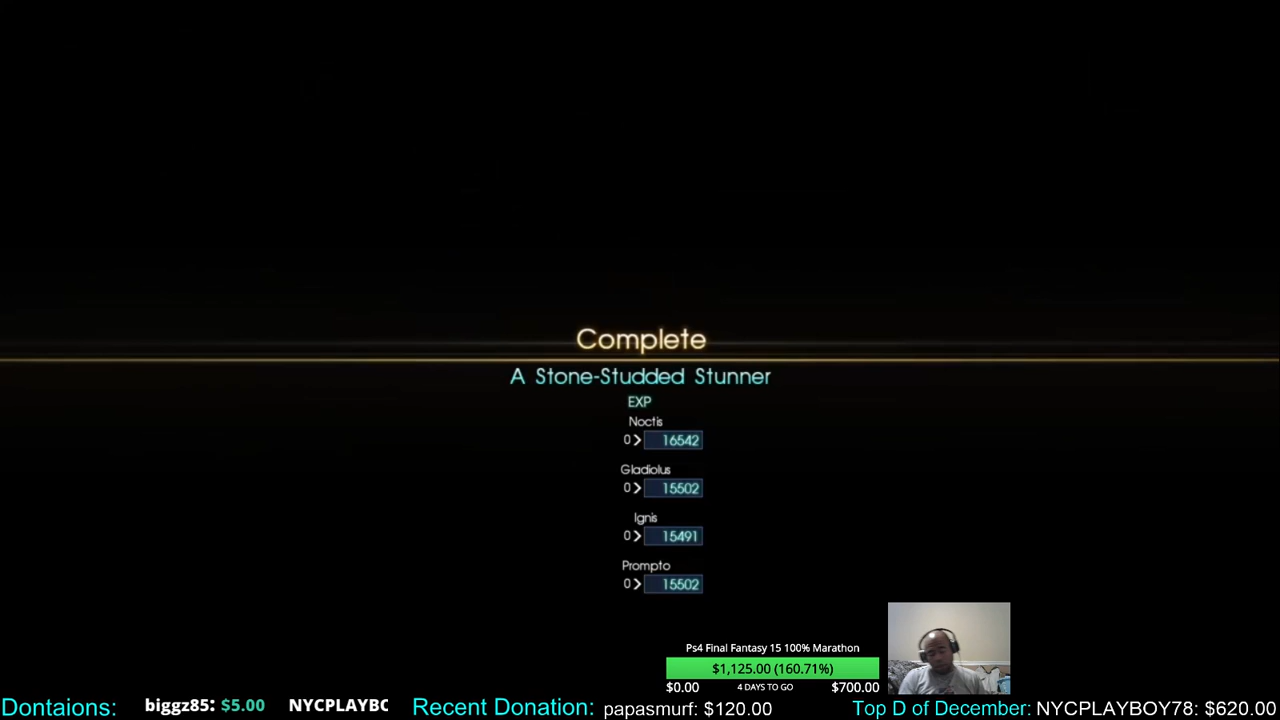 Complete
A Stone-Studded Stunner
EXP
Noctis
0> 16542
Gladiolus
0> 15502
Ignis
0> 15491
Prompto
0> 15502
Ps4 Final Fantasy 15 100% Marathon
$1,125.00 (160.71%)
$0.00 4 DAYS TO GO $700.00
Dontaions: biggz85: $5.00 NYCPLAYBC Recent Donation: papasmurf: $120.00 Top D of December: NYCPLAYBOY78: $620.00